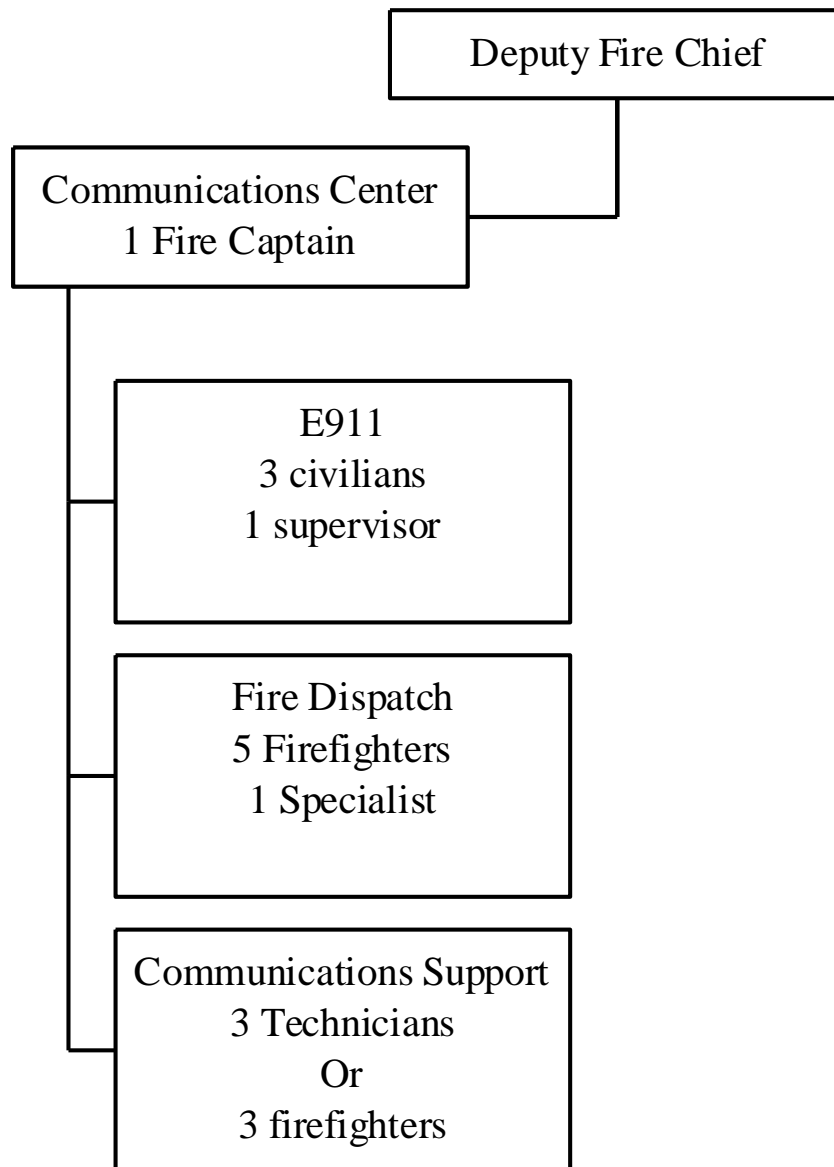 Deputy Fire Chief
Communications Center
1 Fire Captain
E911
3 civilians
1 supervisor
Fire Dispatch
5 Firefighters
1 Specialist
Communications Support
3 Technicians
Or
3 firefighters